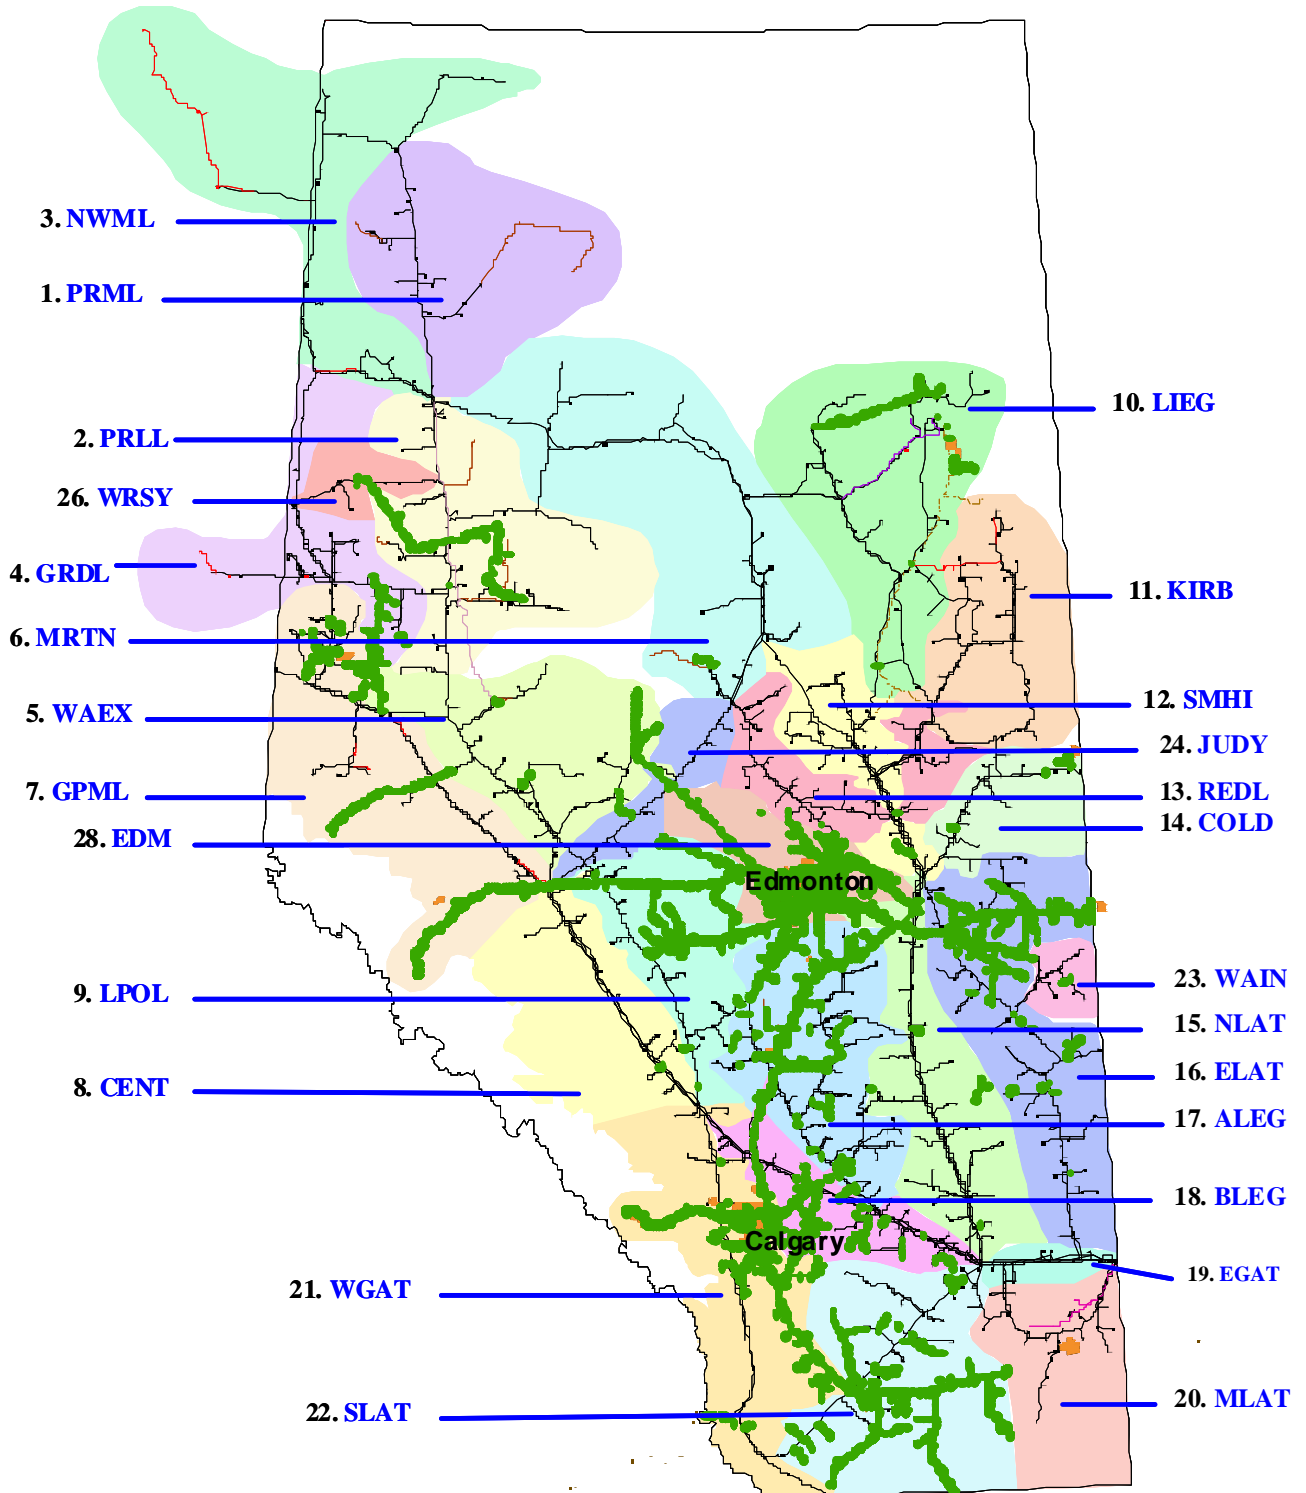 3. NWML
1. PRML
10. LIEG
2. PRLL
26. WRSY
4. GRDL
11. KIRB
6. MRTN
12. SMHI
5. WAEX
24. JUDY
7. GPML
13. REDL
14. COLD
28. EDM
Edmonton
23. WAIN
9. LPOL
15. NLAT
16. ELAT
8. CENT
17. ALEG
18. BLEG
Calgary
19. EGAT
21. WGAT
20. MLAT
22. SLAT